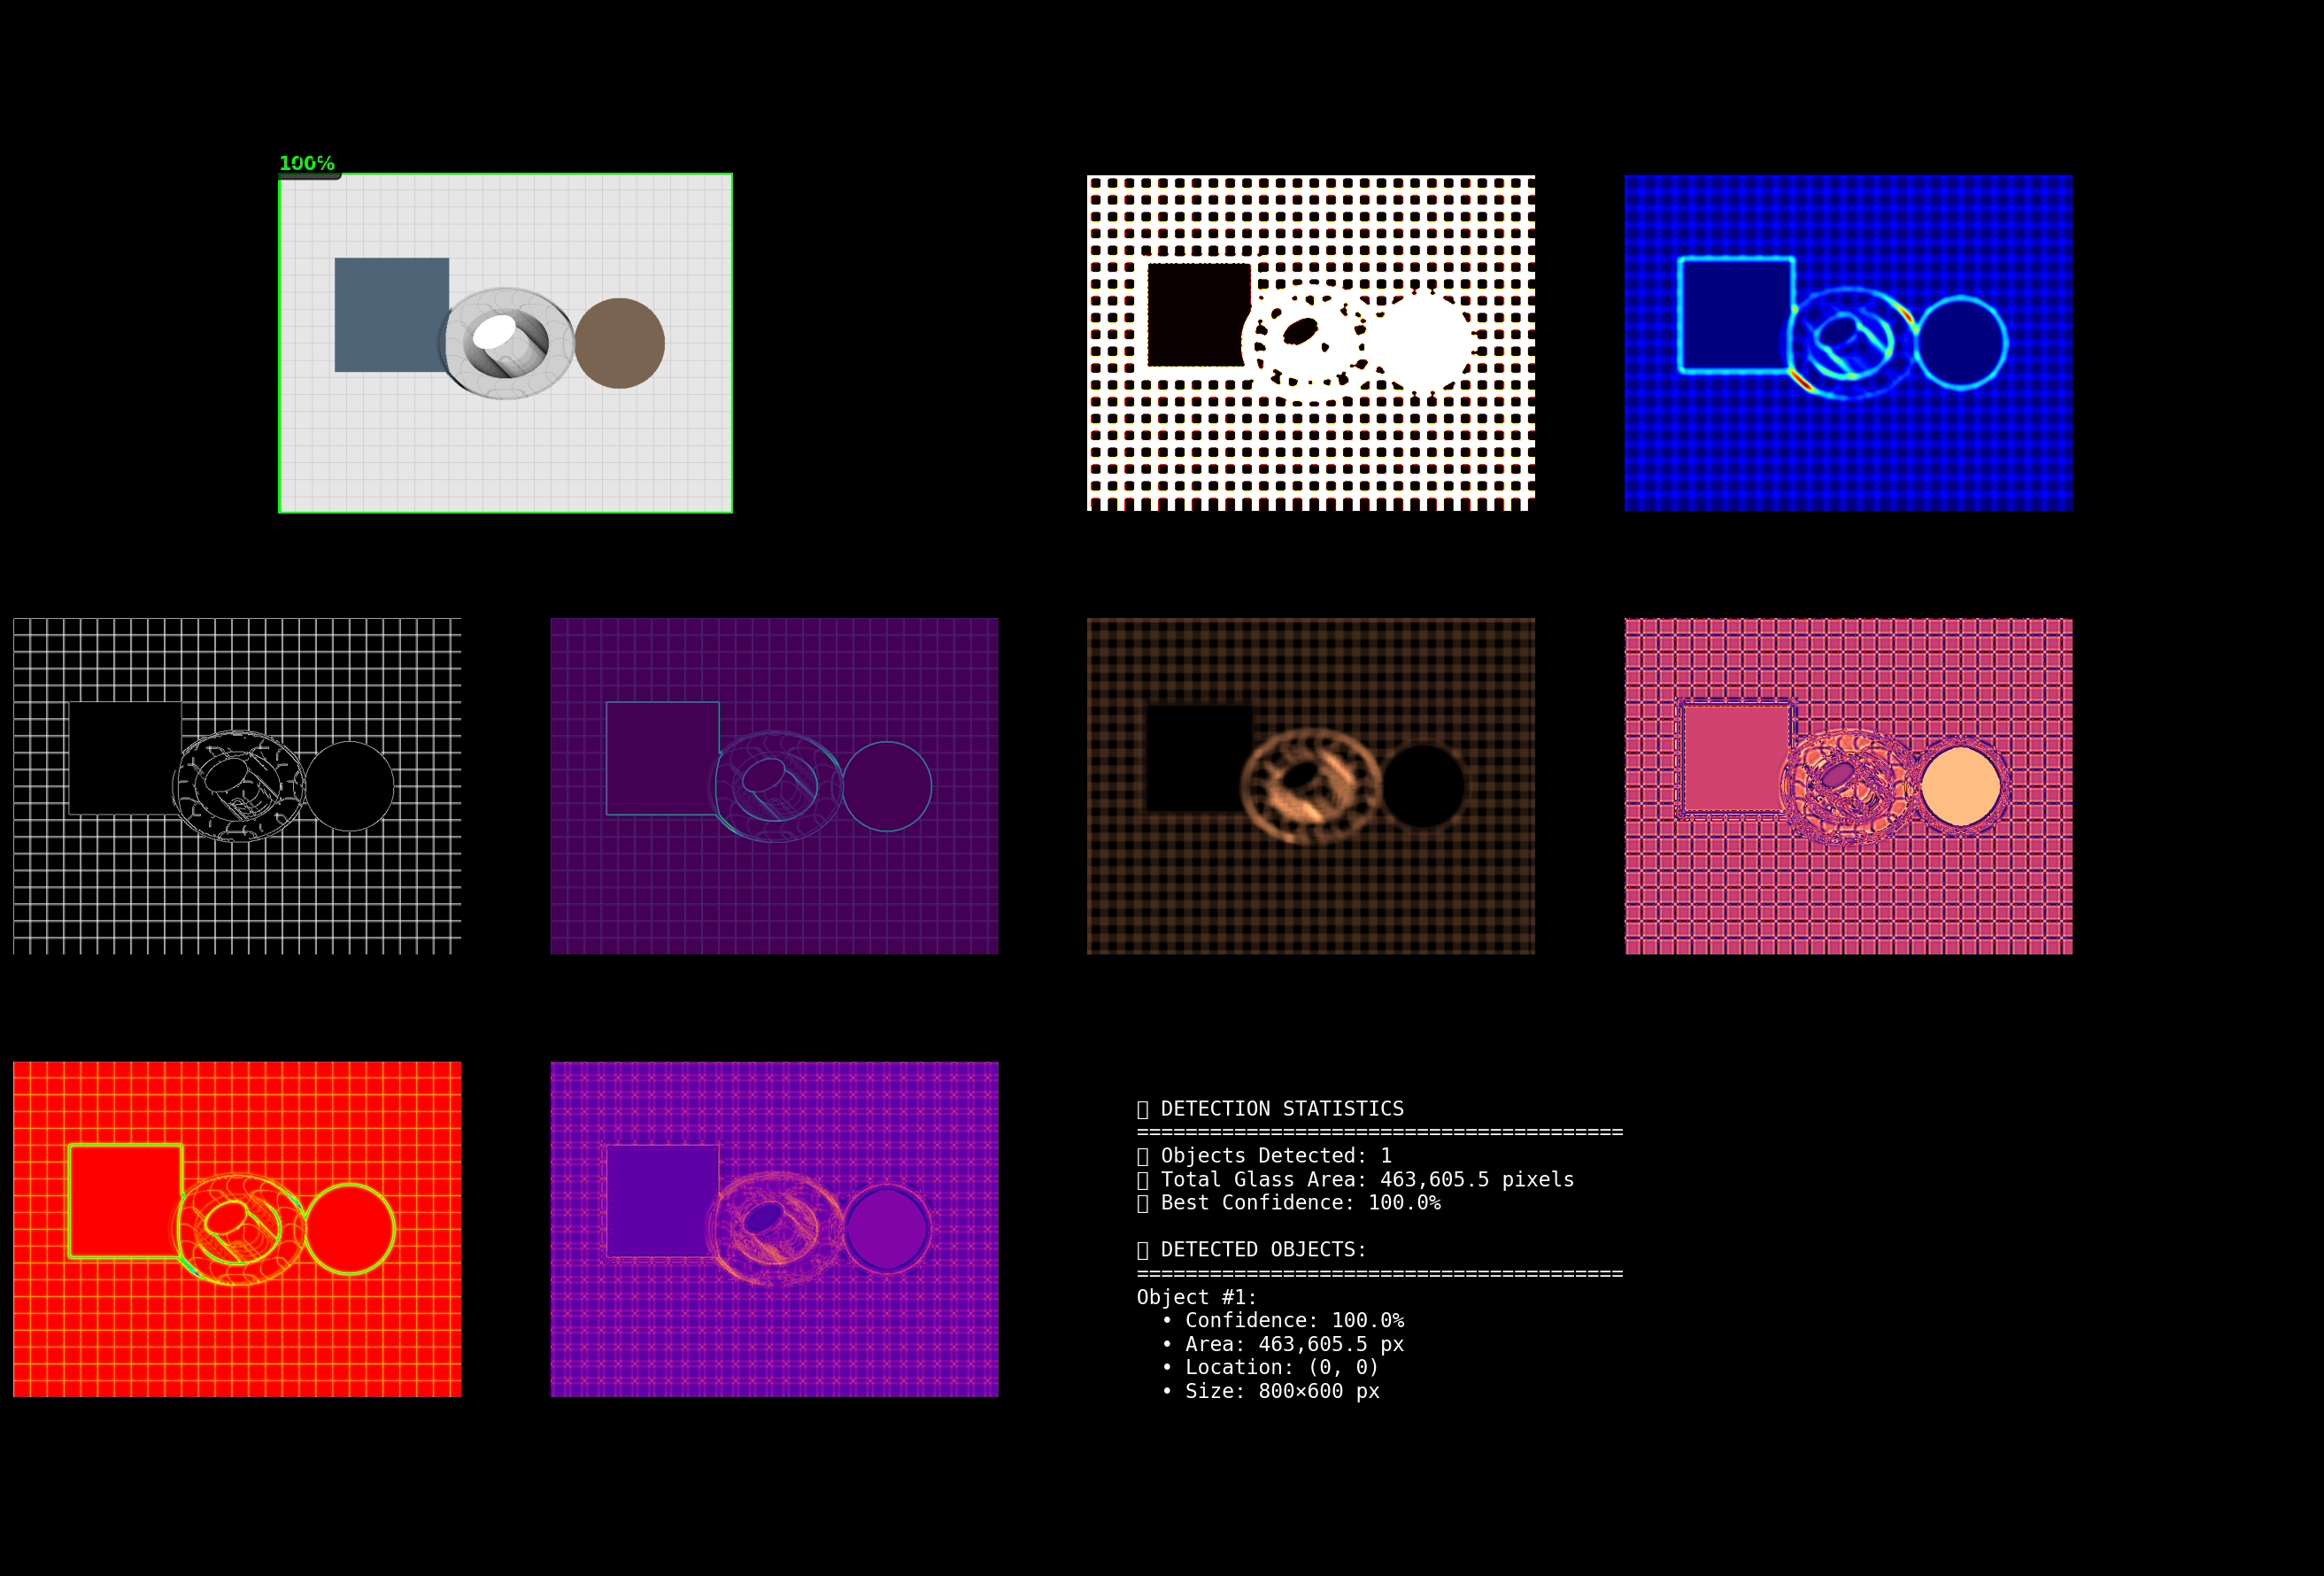 100%
▯ DETECTION STATISTICS
========================================
▯ Objects Detected: 1
▯ Total Glass Area: 463,605.5 pixels
▯ Best Confidence: 100.0%
▯ DETECTED OBJECTS:
========================================
Object #1:
• Confidence: 100.0%
• Area: 463,605.5 px
• Location: (0, 0)
• Size: 800×600 px